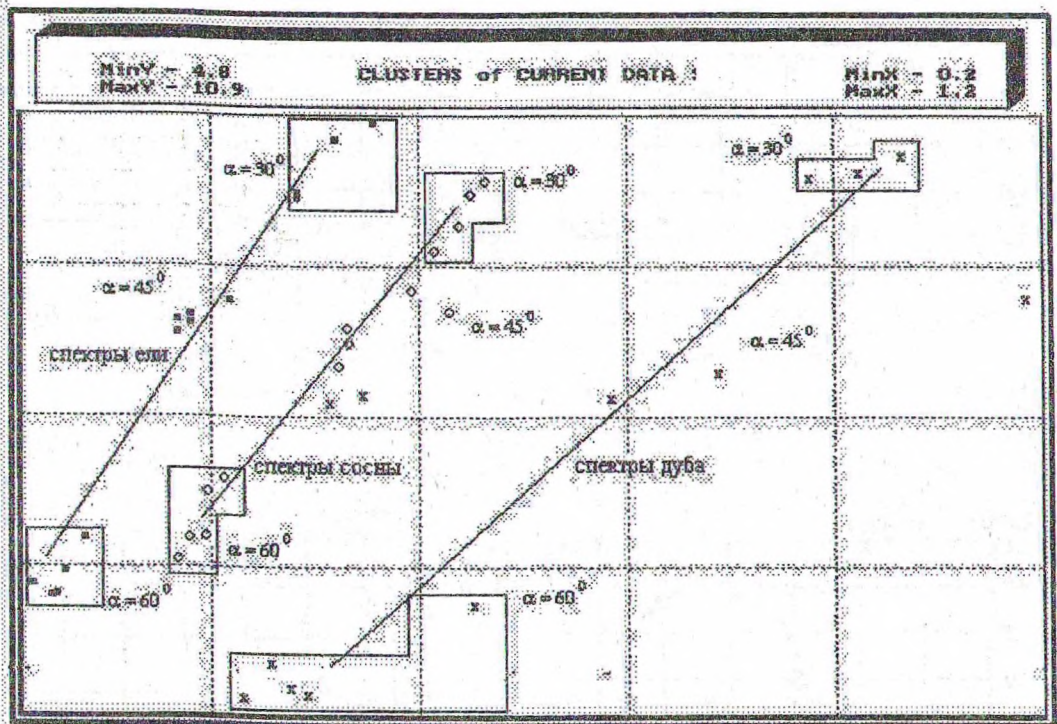 MinY - 4.8
MaxY - 10.9
CLUSTERS of CURRENT DATA !
MinX - 0.2
MaxX - 1.2
α = 30⁰
α = 30⁰
α = 30⁰
α = 45⁰
α = 45⁰
α = 45⁰
спектры ели
спектры сосны
спектры дуба
α = 60⁰
α = 60⁰
α = 60⁰